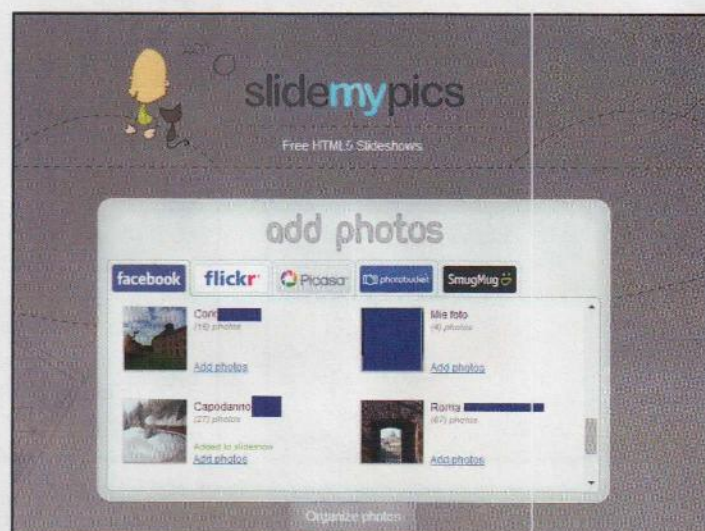 slidemypics
Free HTML5 Slideshows
add photos
facebook flickr Picasa photobucket SmugMug
(16) photos
Add photos
Mie foto
(4) photos
Capodanno
(27) photos
Added to slideshow
Add photos
Roma
(67) photos
Add photos
Organize photos